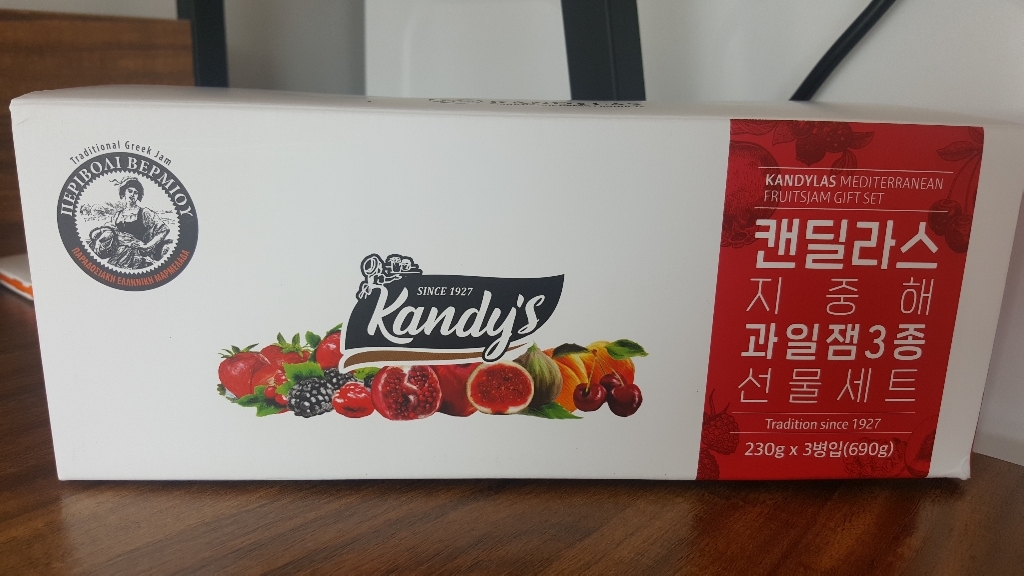 Traditional Greek Jam
ΠΕΡΙΒΟΛΙ ΒΕΡΜΙΟΥ
ΠΑΡΑΔΟΣΙΑΚΗ ΕΛΛΗΝΙΚΗ ΜΑΡΜΕΛΑΔΑ
SINCE 1927
Kandy's
KANDYLAS MEDITERRANEAN
FRUITSJAM GIFT SET
캔딜라스
지중해
과일잼3종
선물세트
Tradition since 1927
230g x 3병입(690g)